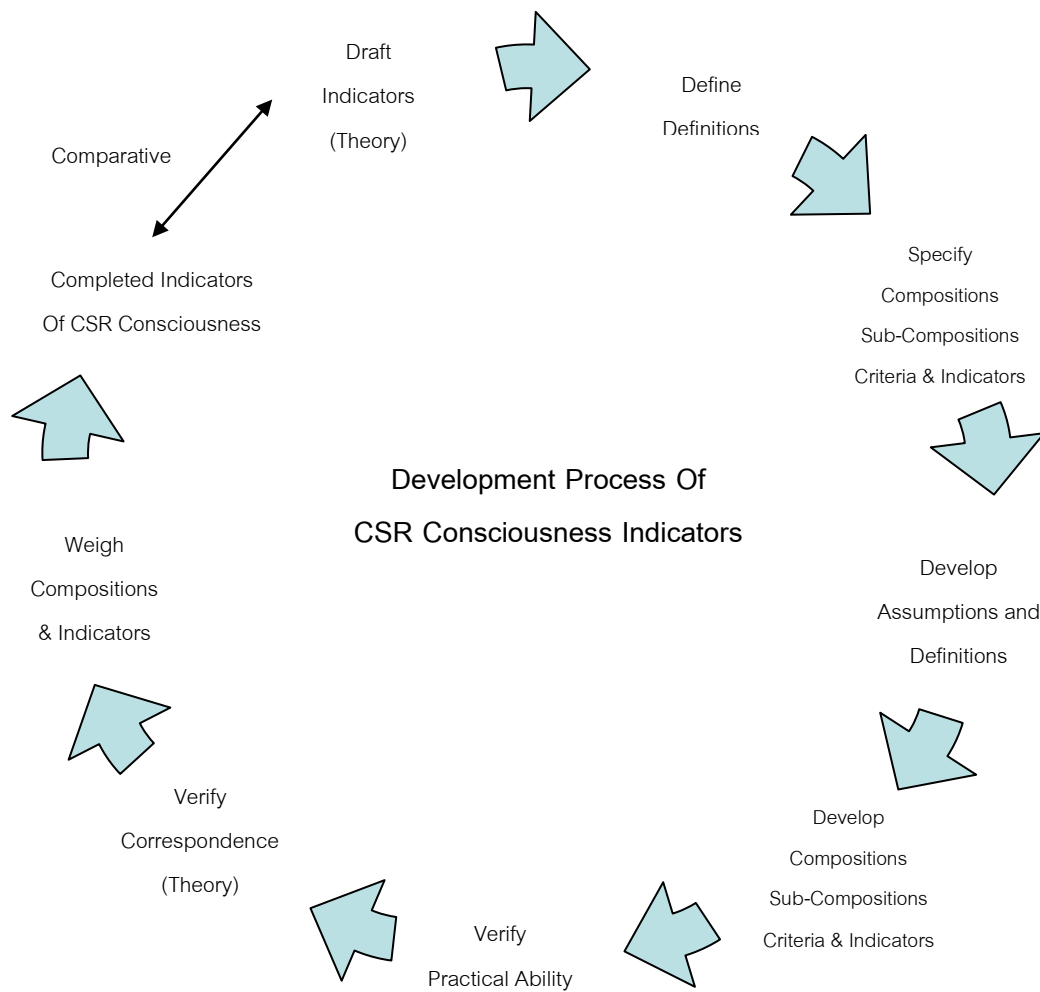 Draft
Indicators
(Theory)
Define
Definitions
Comparative
Specify
Compositions
Sub-Compositions
Criteria & Indicators
Completed Indicators
Of CSR Consciousness
Development Process Of
CSR Consciousness Indicators
Weigh
Compositions
& Indicators
Develop
Assumptions and
Definitions
Verify
Correspondence
(Theory)
Develop
Compositions
Sub-Compositions
Criteria & Indicators
Verify
Practical Ability